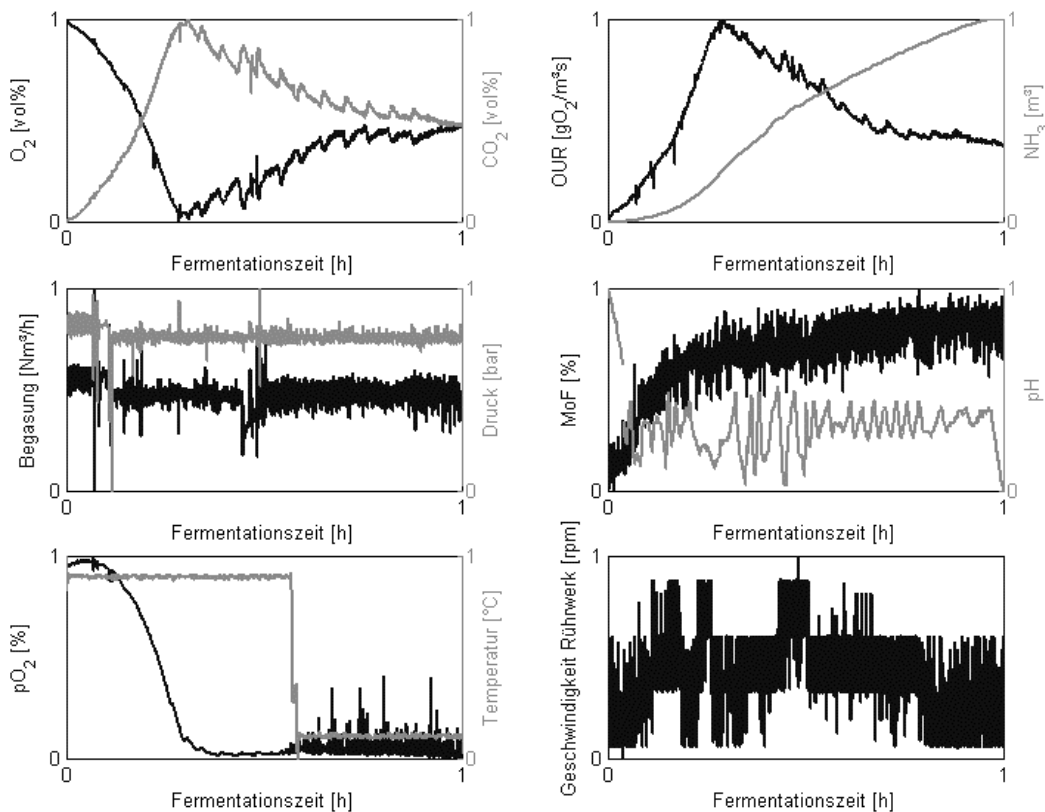 1
O₂ [vol%]
0
1
CO₂ [vol%]
0
0
1
Fermentationszeit [h]
1
OUR [gO₂/m³s]
0
1
NH₃ [m³]
0
0
1
Fermentationszeit [h]
1
Begasung [Nm³/h]
0
1
Druck [bar]
0
0
1
Fermentationszeit [h]
1
MoF [%]
0
1
pH
0
0
1
Fermentationszeit [h]
1
pO₂ [%]
0
1
Temperatur [°C]
0
0
1
Fermentationszeit [h]
1
Geschwindigkeit Rührwerk [rpm]
0
0
1
Fermentationszeit [h]